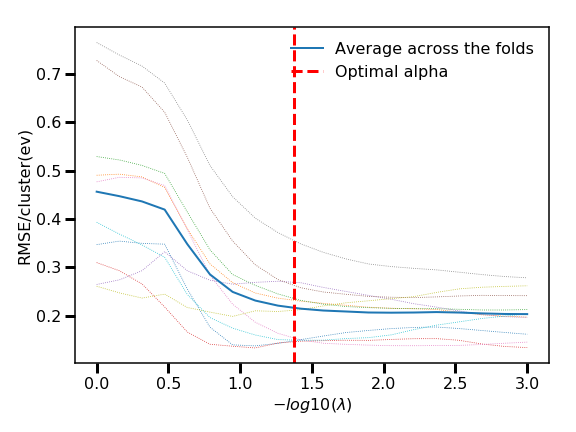 Average across the folds
Optimal alpha
RMSE/cluster(ev)
0.7
0.6
0.5
0.4
0.3
0.2
0.0 0.5 1.0 1.5 2.0 2.5 3.0
−log10(λ)